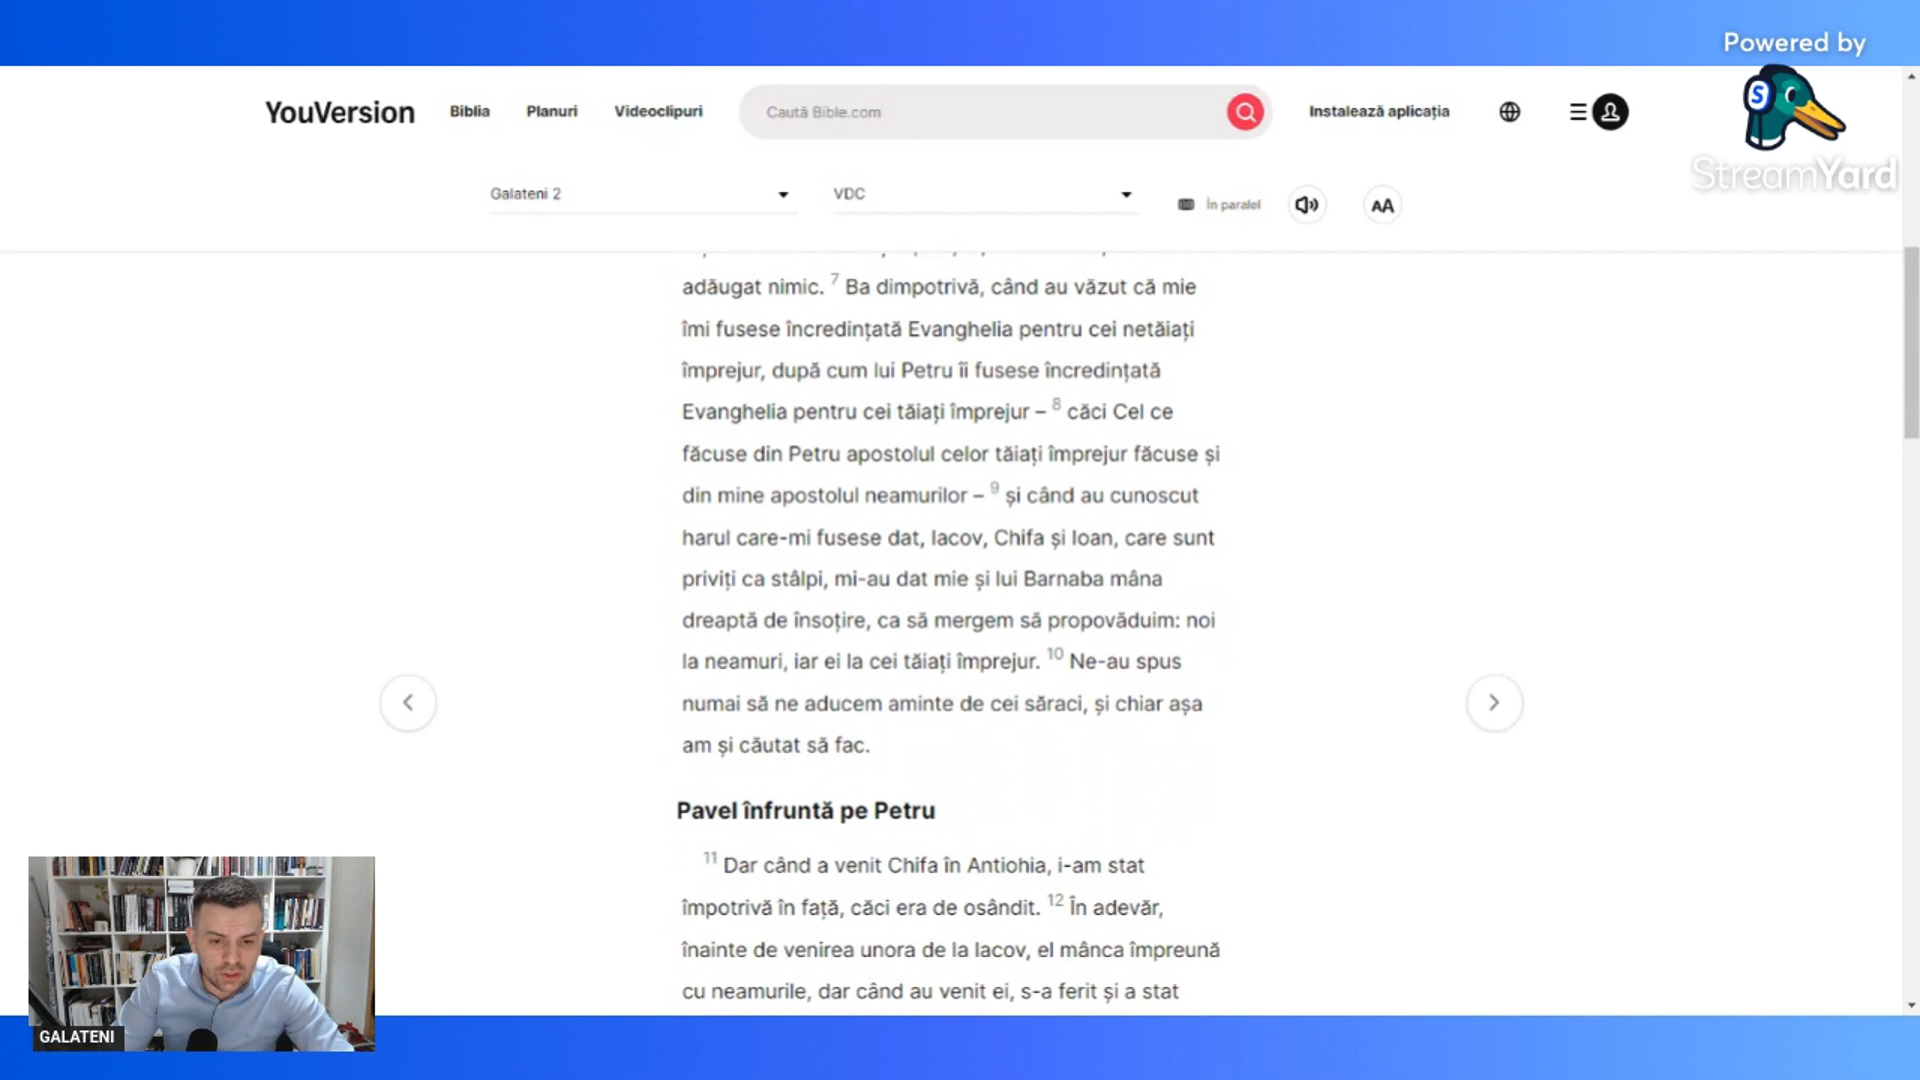 Powered by
StreamYard
YouVersion Biblia Planuri Videoclipuri Caută Bible.com Instalează aplicația
Galateni 2 VDC În paralel AA
adăugat nimic. 7 Ba dimpotrivă, când au văzut că mie
îmi fusese încredințată Evanghelia pentru cei netăiați
împrejur, după cum lui Petru îi fusese încredințată
Evanghelia pentru cei tăiați împrejur – 8 căci Cel ce
făcuse din Petru apostolul celor tăiați împrejur făcuse și
din mine apostolul neamurilor – 9 și când au cunoscut
harul care-mi fusese dat, Iacov, Chifa și Ioan, care sunt
priviți ca stâlpi, mi-au dat mie și lui Barnaba mâna
dreaptă de însoțire, ca să mergem să propovăduim: noi
la neamuri, iar ei la cei tăiați împrejur. 10 Ne-au spus
numai să ne aducem aminte de cei săraci, și chiar așa
am și căutat să fac.
Pavel înfruntă pe Petru
11 Dar când a venit Chifa în Antiohia, i-am stat
împotrivă în față, căci era de osândit. 12 În adevăr,
înainte de venirea unora de la Iacov, el mânca împreună
cu neamurile, dar când au venit ei, s-a ferit și a stat
GALATENI